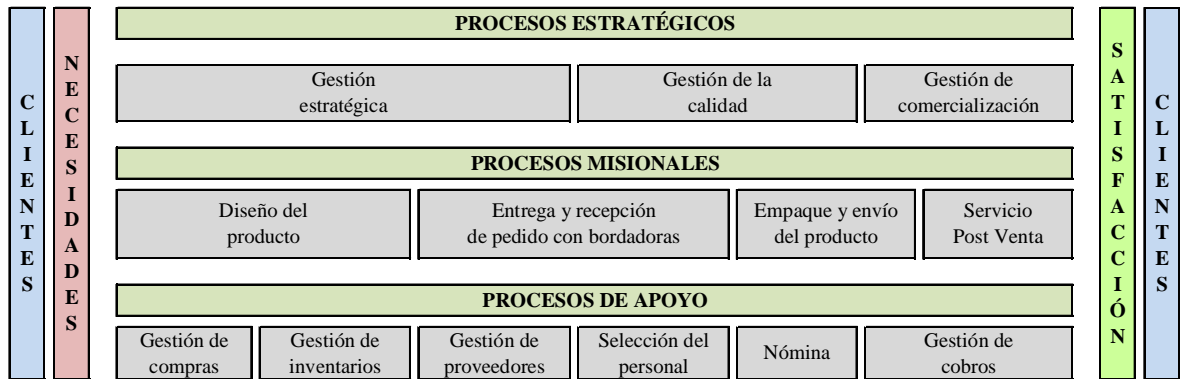 CLIENTES
NECESIDADES
PROCESOS ESTRATÉGICOS
Gestión
estratégica
Gestión de la
calidad
Gestión de
comercialización
PROCESOS MISIONALES
Diseño del
producto
Entrega y recepción
de pedido con bordadoras
Empaque y envío
del producto
Servicio
Post Venta
PROCESOS DE APOYO
Gestión de
compras
Gestión de
inventarios
Gestión de
proveedores
Selección del
personal
Nómina
Gestión de
cobros
SATISFACCIÓN
CLIENTES